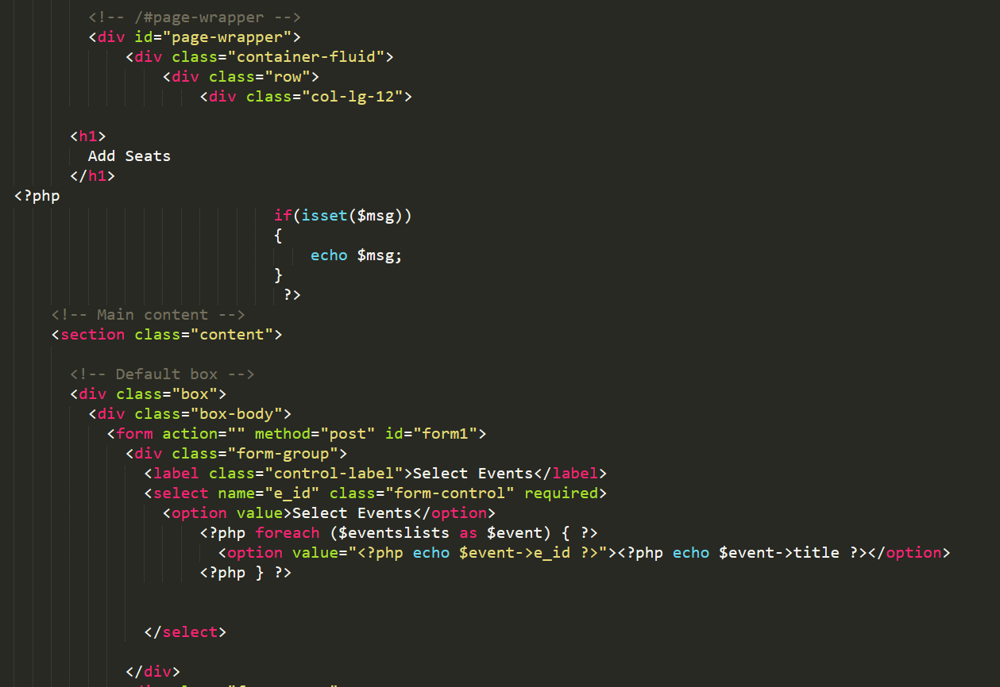 <!-- /#page-wrapper -->
<div id="page-wrapper">
<div class="container-fluid">
<div class="row">
<div class="col-lg-12">
<h1>
Add Seats
</h1>
<?php
if(isset($msg))
{
echo $msg;
}
?>
<!-- Main content -->
<section class="content">
<!-- Default box -->
<div class="box">
<div class="box-body">
<form action="" method="post" id="form1">
<div class="form-group">
<label class="control-label">Select Events</label>
<select name="e_id" class="form-control" required>
<option value>Select Events</option>
<?php foreach ($eventslists as $event) { ?>
<option value="<?php echo $event->e_id ?>"><?php echo $event->title ?></option>
<?php } ?>
</select>
</div>